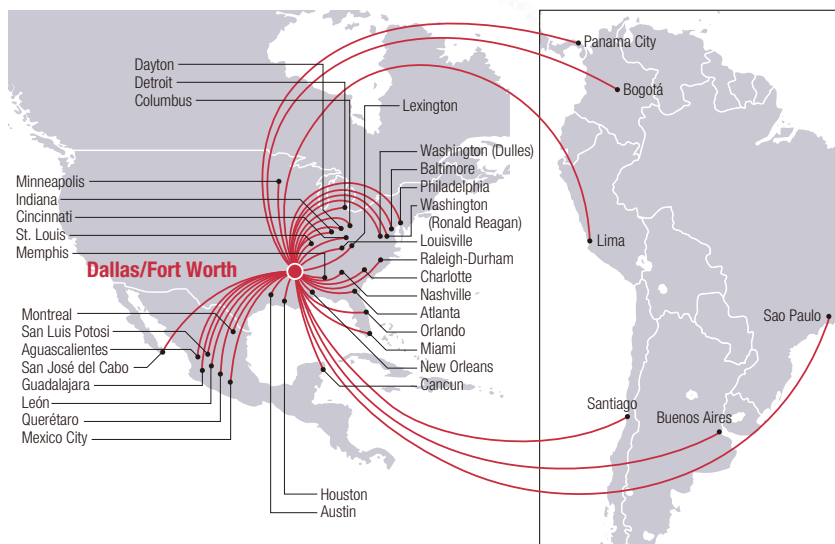 Panama City
Bogotá
Lima
Sao Paulo
Santiago
Buenos Aires
Dayton
Detroit
Columbus
Lexington
Washington (Dulles)
Baltimore
Philadelphia
Washington
(Ronald Reagan)
Louisville
Raleigh-Durham
Charlotte
Nashville
Atlanta
Orlando
Miami
New Orleans
Cancun
Minneapolis
Indiana
Cincinnati
St. Louis
Memphis
Dallas/Fort Worth
Montreal
San Luis Potosi
Aguascalientes
San José del Cabo
Guadalajara
León
Querétaro
Mexico City
Houston
Austin